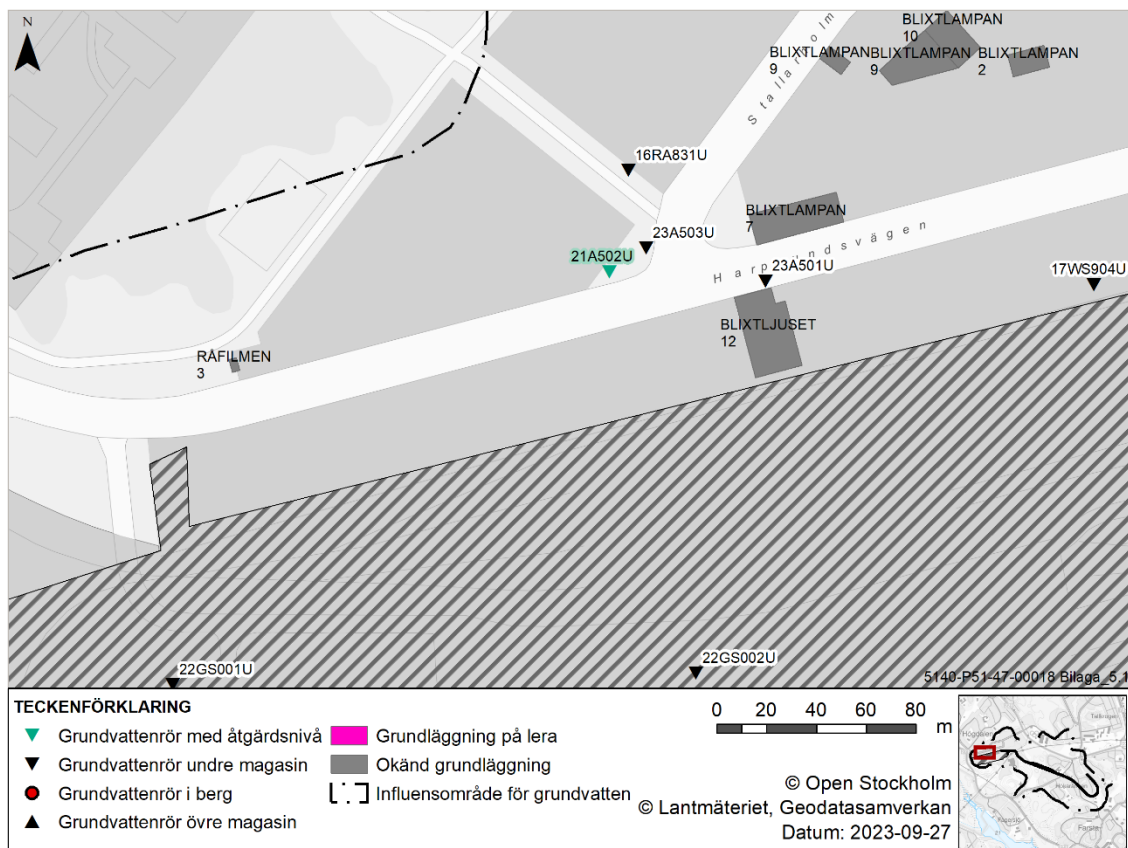 N
BLIXTLAMPAN
10
BLIXTLAMPAN
9
BLIXTLAMPAN
9
BLIXTLAMPAN
2
Stallarholm
16RA831U
BLIXTLAMPAN
7
23A503U
21A502U
Harpsundsvägen
23A501U
17WS904U
BLIXTLJUSET
12
RÅFILMEN
3
22GS001U
22GS002U
5140-P51-47-00018 Bilaga_5.1
TECKENFÖRKLARING
Grundvattenrör med åtgärdsnivå
Grundvattenrör undre magasin
Grundvattenrör i berg
Grundvattenrör övre magasin
Grundläggning på lera
Okänd grundläggning
Influensområde för grundvatten
0 20 40 60 80
m
© Open Stockholm
© Lantmäteriet, Geodatasamverkan
Datum: 2023-09-27
Högdalen
Farsta